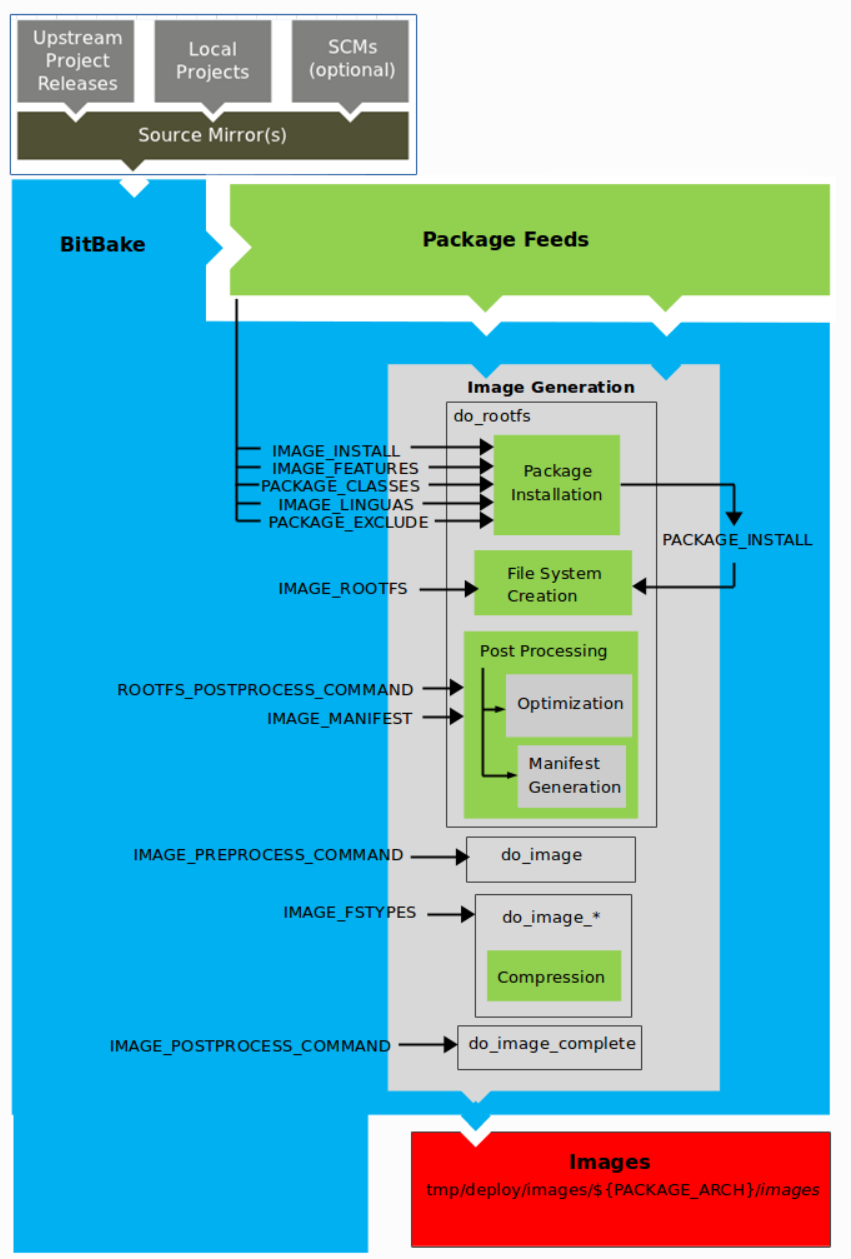 Upstream
Project
Releases
Local
Projects
SCMs
(optional)
Source Mirror(s)
BitBake
Package Feeds
Image Generation
do_rootfs
IMAGE_INSTALL
IMAGE_FEATURES
PACKAGE_CLASSES
IMAGE_LINGUAS
PACKAGE_EXCLUDE
Package
Installation
PACKAGE_INSTALL
IMAGE_ROOTFS
File System
Creation
Post Processing
ROOTFS_POSTPROCESS_COMMAND
IMAGE_MANIFEST
Optimization
Manifest
Generation
IMAGE_PREPROCESS_COMMAND
do_image
IMAGE_FSTYPES
do_image_*
Compression
IMAGE_POSTPROCESS_COMMAND
do_image_complete
Images
tmp/deploy/images/${PACKAGE_ARCH}/images